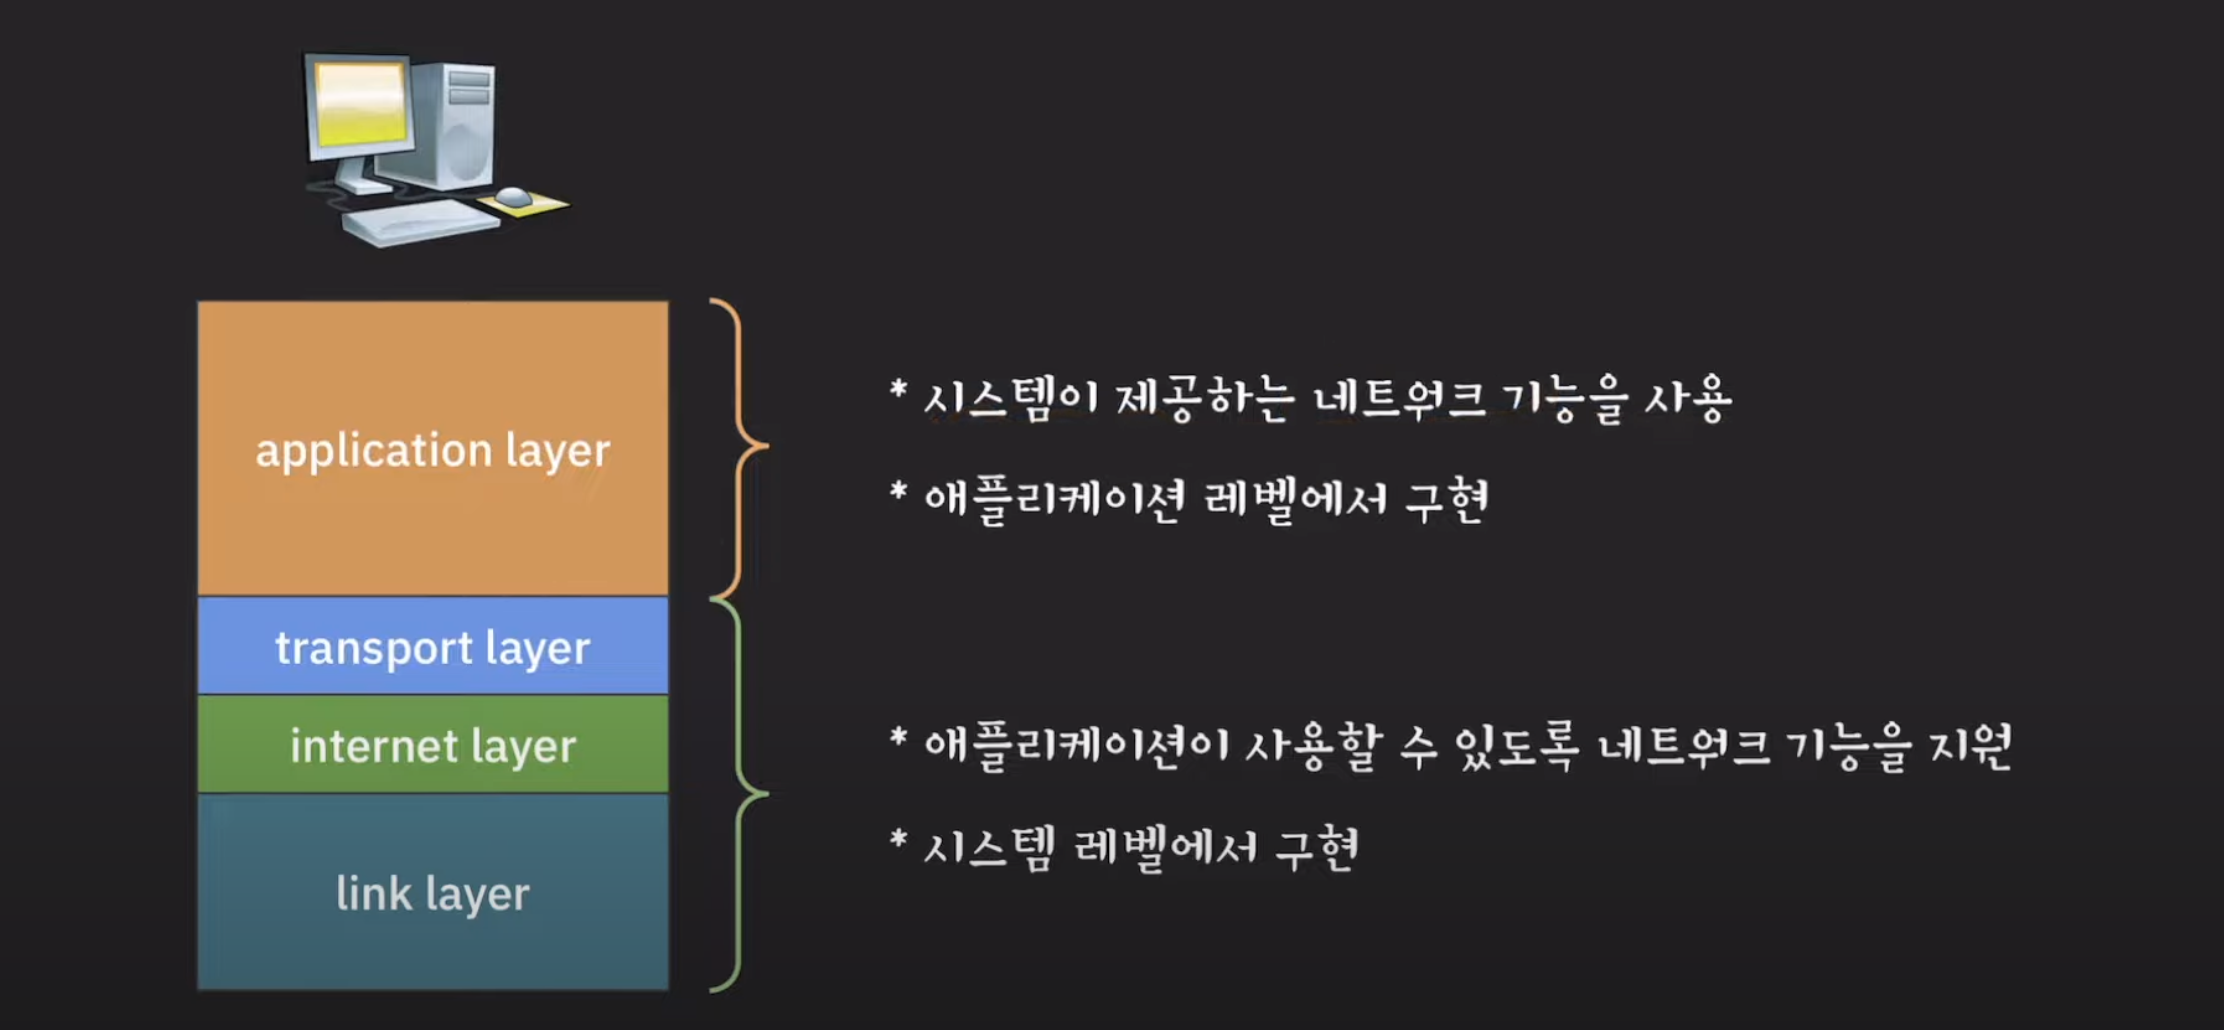 application layer
* 시스템이 제공하는 네트워크 기능을 사용
* 애플리케이션 레벨에서 구현
transport layer
internet layer
link layer
* 애플리케이션이 사용할 수 있도록 네트워크 기능을 지원
* 시스템 레벨에서 구현